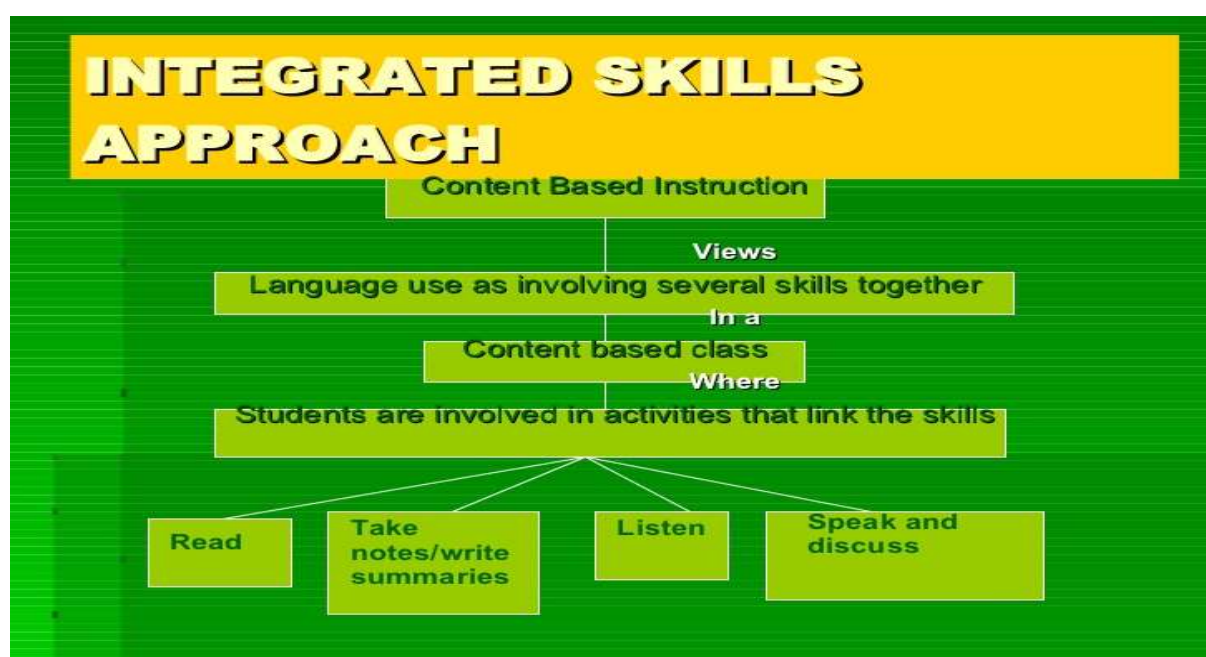 INTEGRATED SKILLS
APPROACH
Content Based Instruction
Views
Language use as involving several skills together
In a
Content based class
Where
Students are involved in activities that link the skills
Read
Take
notes/write
summaries
Listen
Speak and
discuss